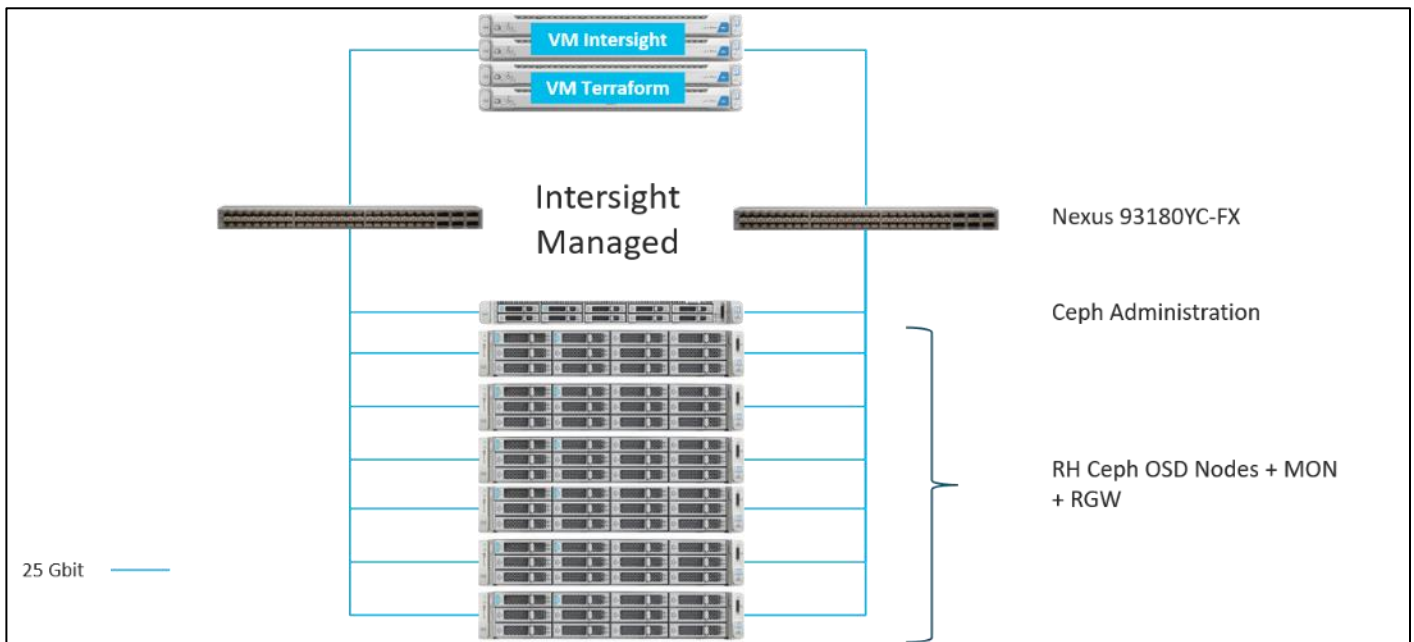 VM Intersight
VM Terraform
Intersight
Managed
Nexus 93180YC-FX
Ceph Administration
RH Ceph OSD Nodes + MON
+ RGW
25 Gbit